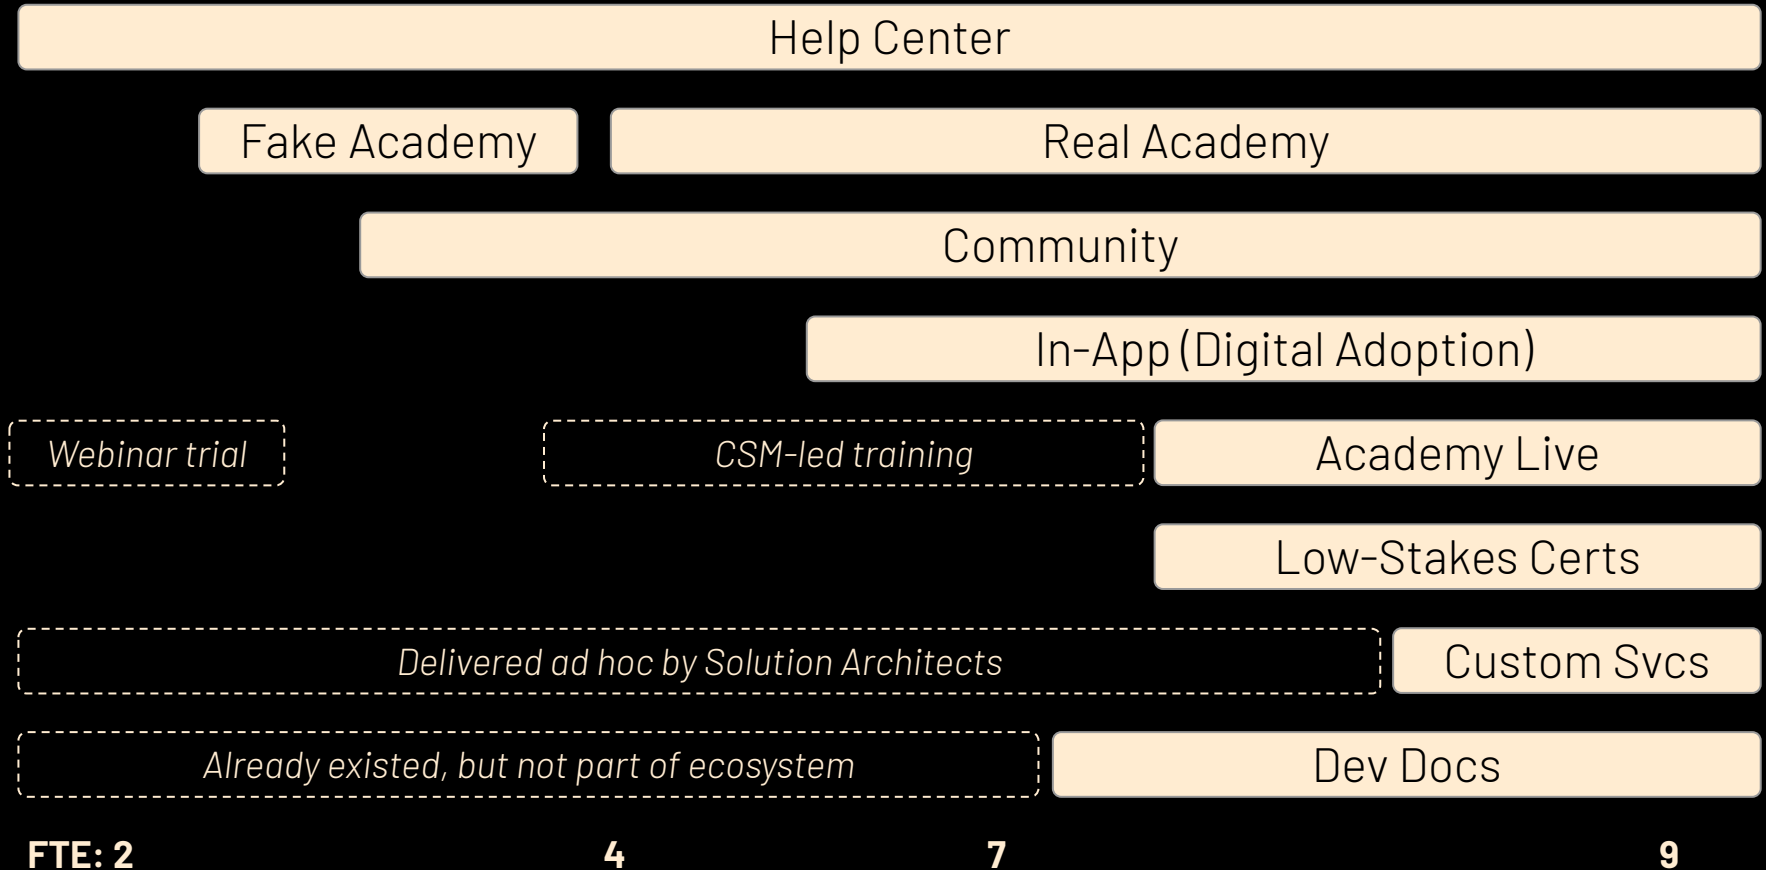 Help Center
Fake Academy
Real Academy
Community
In-App (Digital Adoption)
Webinar trial
CSM-led training
Academy Live
Low-Stakes Certs
Delivered ad hoc by Solution Architects
Custom Svcs
Already existed, but not part of ecosystem
Dev Docs
FTE: 2 4 7 9